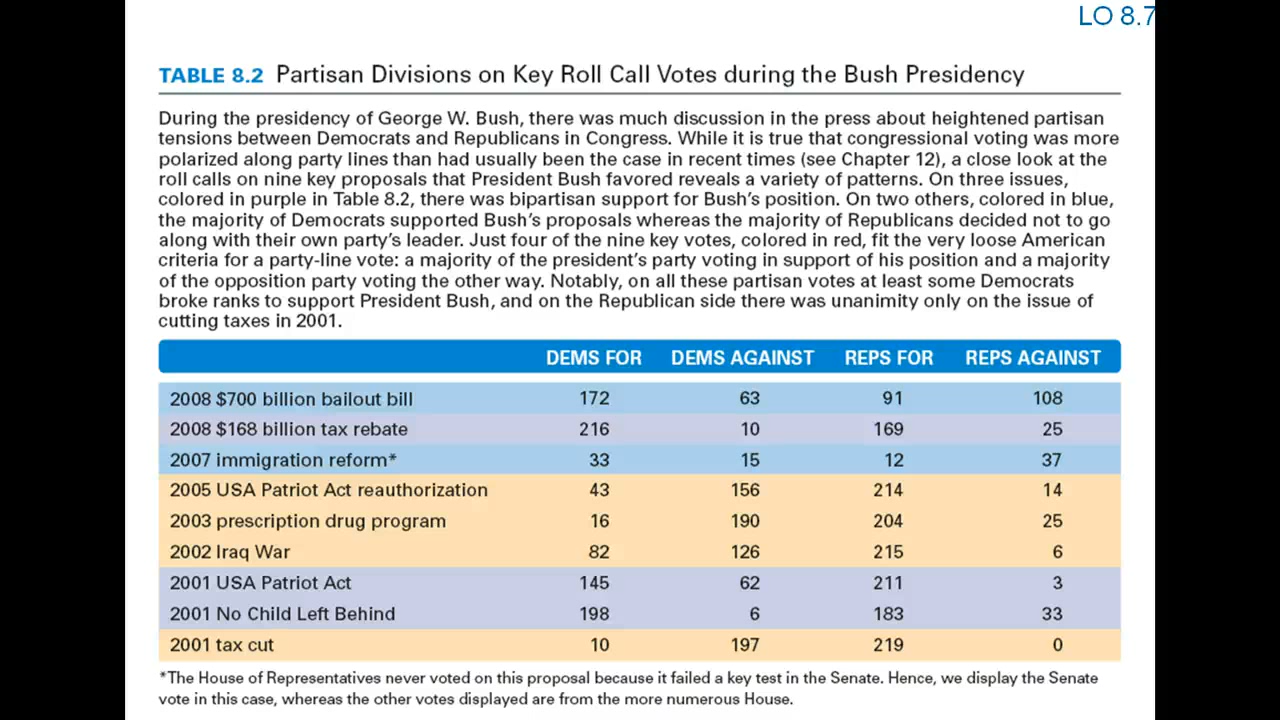 LO 8.7
TABLE 8.2 Partisan Divisions on Key Roll Call Votes during the Bush Presidency
During the presidency of George W. Bush, there was much discussion in the press about heightened partisan
tensions between Democrats and Republicans in Congress. While it is true that congressional voting was more
polarized along party lines than had usually been the case in recent times (see Chapter 12), a close look at the
roll calls on nine key proposals that President Bush favored reveals a variety of patterns. On three issues,
colored in purple in Table 8.2, there was bipartisan support for Bush's position. On two others, colored in blue,
the majority of Democrats supported Bush's proposals whereas the majority of Republicans decided not to go
along with their own party's leader. Just four of the nine key votes, colored in red, fit the very loose American
criteria for a party-line vote: a majority of the president's party voting in support of his position and a majority
of the opposition party voting the other way. Notably, on all these partisan votes at least some Democrats
broke ranks to support President Bush, and on the Republican side there was unanimity only on the issue of
cutting taxes in 2001.
DEMS FOR DEMS AGAINST REPS FOR REPS AGAINST
2008 $700 billion bailout bill 172 63 91 108
2008 $168 billion tax rebate 216 10 169 25
2007 immigration reform* 33 15 12 37
2005 USA Patriot Act reauthorization 43 156 214 14
2003 prescription drug program 16 190 204 25
2002 Iraq War 82 126 215 6
2001 USA Patriot Act 145 62 211 3
2001 No Child Left Behind 198 6 183 33
2001 tax cut 10 197 219 0
*The House of Representatives never voted on this proposal because it failed a key test in the Senate. Hence, we display the Senate
vote in this case, whereas the other votes displayed are from the more numerous House.